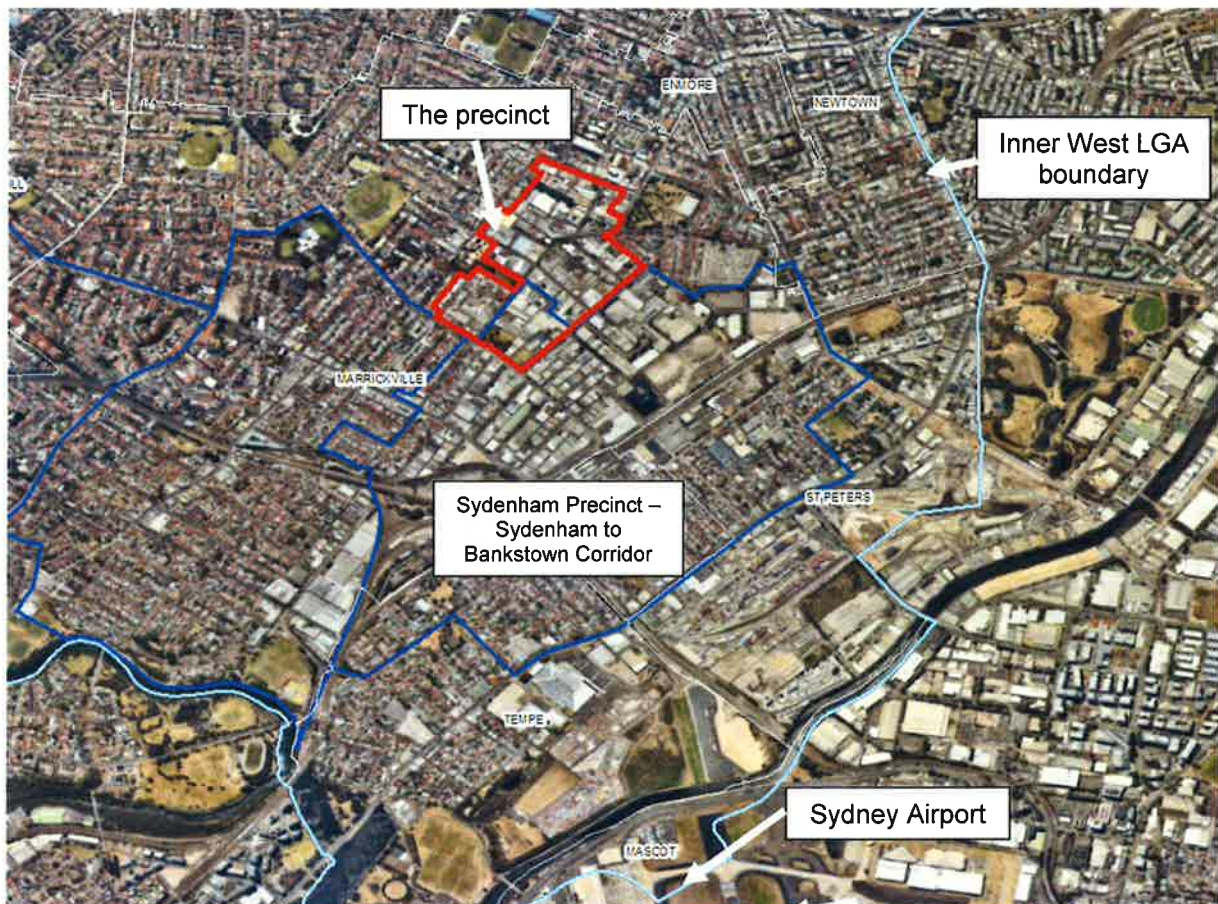 ENMORE
NEWTOWN
The precinct
Inner West LGA
boundary
MARRICKVILLE
Sydenham Precinct –
Sydenham to
Bankstown Corridor
ST PETERS
TEMPE
Sydney Airport
MASCOT